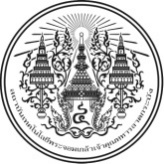 สถาบันเทคโนโลยีพระจอมเกล้าเจ้าคุณทหารลาดกระบัง